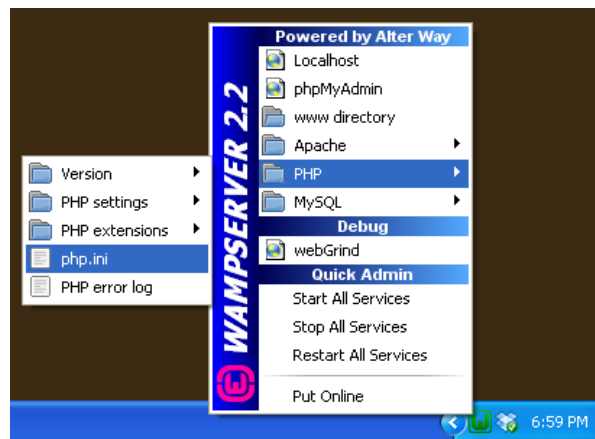 Powered by Alter Way
Localhost
phpMyAdmin
www directory
Apache
PHP
MySQL
Debug
webGrind
Quick Admin
Start All Services
Stop All Services
Restart All Services
Put Online
WAMPSERVER 2.2
Version
PHP settings
PHP extensions
php.ini
PHP error log
6:59 PM